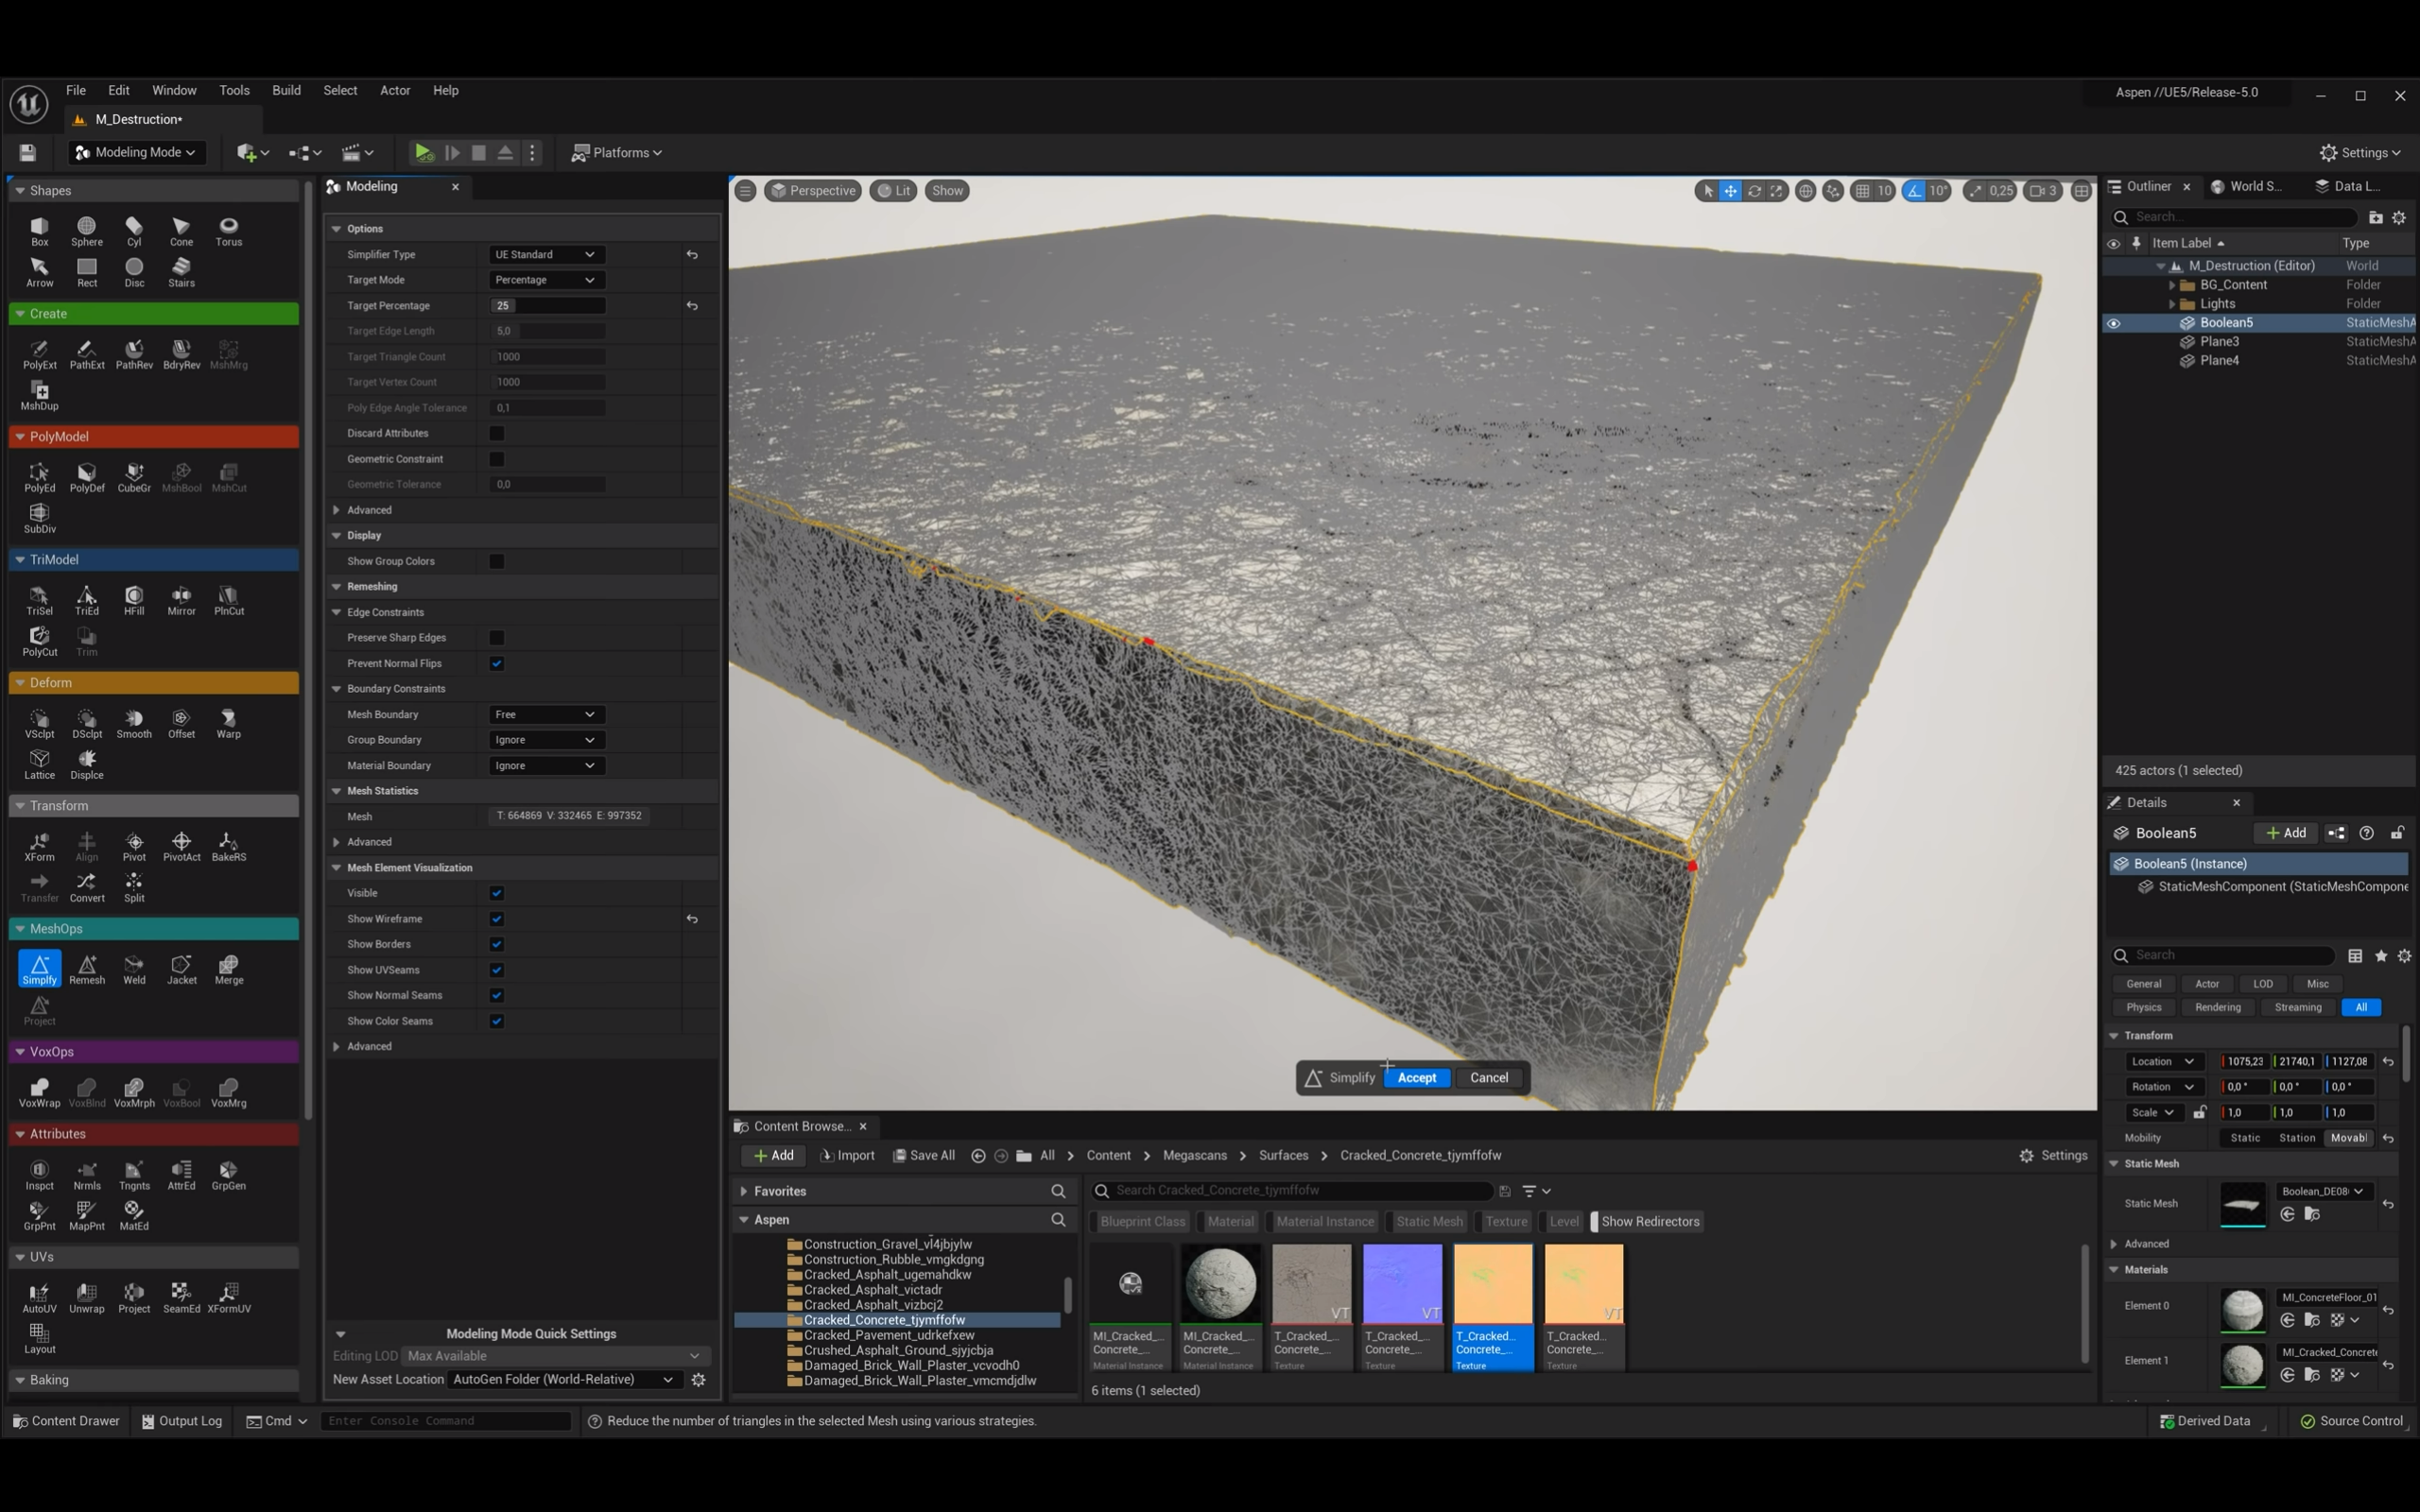 File Edit Window Tools Build Select Actor Help
Aspen //UE5/Release-5.0
M_Destruction*
Modeling Mode
Platforms
Settings
Shapes
Box Sphere Cyl Cone Torus
Arrow Rect Disc Stairs
Create
PolyExt PathExt PathRev BdryRev MshMrg
MshDup
PolyModel
PolyEd PolyDef CubeGr MshBool MshCut
SubDiv
TriModel
TriSel TriEd HFill Mirror PlnCut
PolyCut Trim
Deform
VSclpt DSclpt Smooth Offset Warp
Lattice Displce
Transform
XForm Align Pivot PivotAct BakeRS
Transfer Convert Split
MeshOps
Simplfy Remesh Weld Jacket Merge
Project
VoxOps
VoxWrap VoxBlnd VoxMrph VoxBool VoxMrg
Attributes
Inspct Nrmls Tngnts AttrEd GrpGen
GrpPnt MapPnt MatEd
UVs
AutoUV Unwrap Project SeamEd XFormUV
Layout
Baking
Modeling
Options
Simplifier Type UE Standard
Target Mode Percentage
Target Percentage 25
Target Edge Length 5,0
Target Triangle Count 1000
Target Vertex Count 1000
Poly Edge Angle Tolerance 0,1
Discard Attributes
Geometric Constraint
Geometric Tolerance 0,0
Advanced
Display
Show Group Colors
Remeshing
Edge Constraints
Preserve Sharp Edges
Prevent Normal Flips
Boundary Constraints
Mesh Boundary Free
Group Boundary Ignore
Material Boundary Ignore
Mesh Statistics
Mesh T: 664869 V: 332465 E: 997352
Advanced
Mesh Element Visualization
Visible
Show Wireframe
Show Borders
Show UVSeams
Show Normal Seams
Show Color Seams
Advanced
Modeling Mode Quick Settings
Editing LOD Max Available
New Asset Location AutoGen Folder (World-Relative)
Perspective Lit Show
10 10° 0,25 3
Simplify Accept Cancel
Content Browse...
Add Import Save All All Content Megascans Surfaces Cracked_Concrete_tjymffofw Settings
Favorites
Aspen
Construction_Gravel_vl4jbjylw
Construction_Rubble_vmgkdgng
Cracked_Asphalt_ugemahdkw
Cracked_Asphalt_victadr
Cracked_Asphalt_vizbcj2
Cracked_Concrete_tjymffofw
Cracked_Pavement_udrkefxew
Crushed_Asphalt_Ground_sjyjcbja
Damaged_Brick_Wall_Plaster_vcvodh0
Damaged_Brick_Wall_Plaster_vmcmdjdlw
Search Cracked_Concrete_tjymffofw
Blueprint Class Material Material Instance Static Mesh Texture Level Show Redirectors
VT VT VT
MI_Cracked_... MI_Cracked_... T_Cracked_... T_Cracked_... T_Cracked... T_Cracked...
Concrete_... Concrete_... Concrete_... Concrete_... Concrete_... Concrete_...
Material Instance Material Instance Texture Texture Texture Texture
6 items (1 selected)
Outliner World S... Data L...
Search...
Item Label Type
M_Destruction (Editor) World
BG_Content Folder
Lights Folder
Boolean5 StaticMeshA
Plane3 StaticMeshA
Plane4 StaticMeshA
425 actors (1 selected)
Details
Boolean5 Add
Boolean5 (Instance)
StaticMeshComponent (StaticMeshCompone
Search
General Actor LOD Misc
Physics Rendering Streaming All
Transform
Location 1075,23 21740,1 1127,08
Rotation 0,0 ° 0,0 ° 0,0 °
Scale 1,0 1,0 1,0
Mobility Static Station Movabl
Static Mesh
Static Mesh Boolean_DE08
Advanced
Materials
Element 0 MI_ConcreteFloor_01
Element 1 MI_Cracked_Concrete
Content Drawer Output Log Cmd Enter Console Command Reduce the number of triangles in the selected Mesh using various strategies. Derived Data Source Control